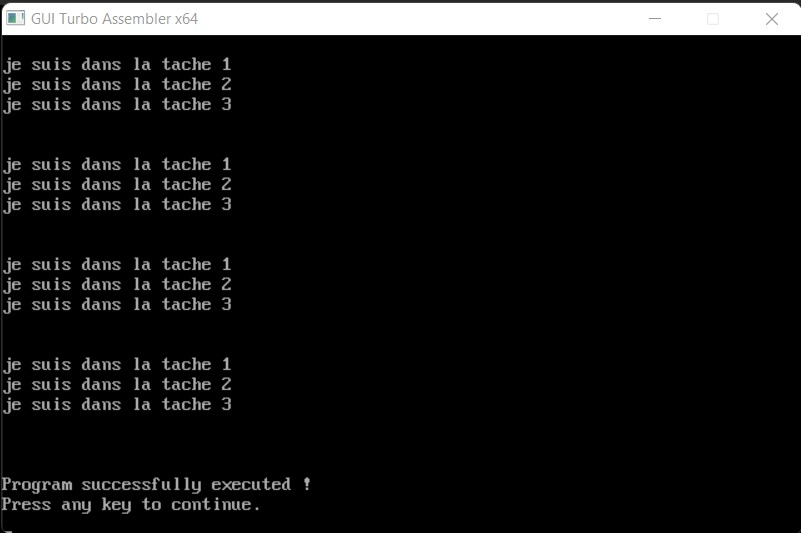 GUI Turbo Assembler x64
je suis dans la tache 1
je suis dans la tache 2
je suis dans la tache 3
je suis dans la tache 1
je suis dans la tache 2
je suis dans la tache 3
je suis dans la tache 1
je suis dans la tache 2
je suis dans la tache 3
je suis dans la tache 1
je suis dans la tache 2
je suis dans la tache 3
Program successfully executed !
Press any key to continue.